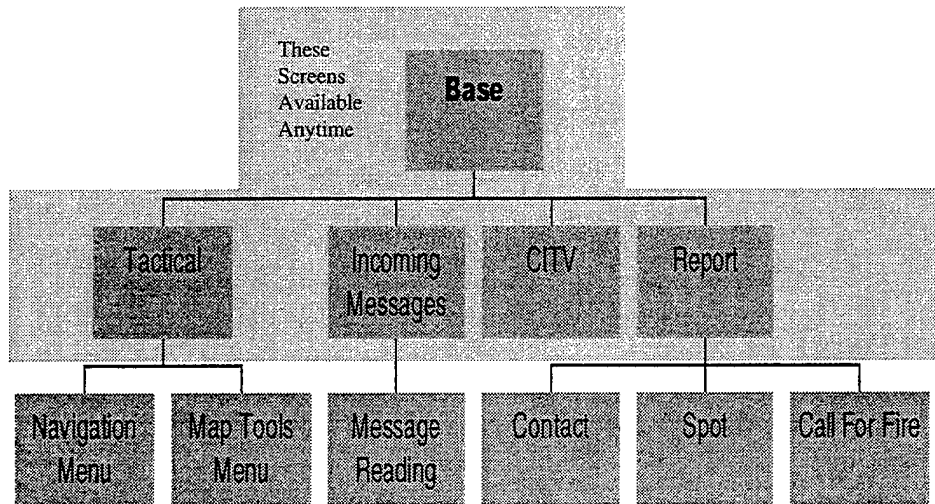 These
Screens
Available
Anytime
Base
Tactical
Incoming
Messages
CITV
Report
Navigation
Menu
Map Tools
Menu
Message
Reading
Contact
Spot
Call For Fire